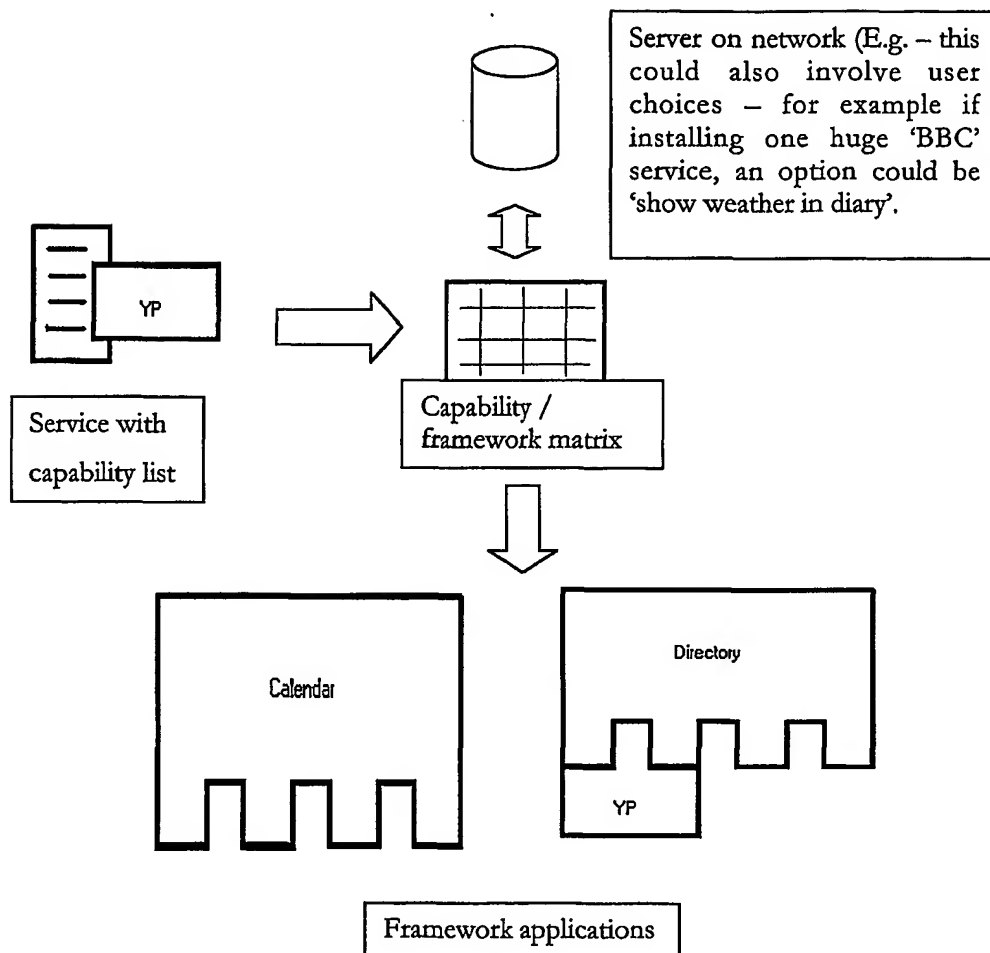 Server on network (E.g. – this
could also involve user
choices – for example if
installing one huge ‘BBC’
service, an option could be
‘show weather in diary’.
YP
Service with
capability list
Capability /
framework matrix
Calendar
Directory
YP
Framework applications